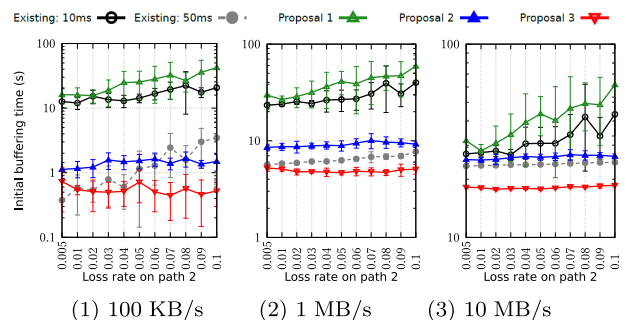 Existing: 10ms Existing: 50ms Proposal 1 Proposal 2 Proposal 3
Initial buffering time (s)
100 10 1 0.1
0.005 0.01 0.02 0.03 0.04 0.05 0.06 0.07 0.08 0.09 0.1
Loss rate on path 2
(1) 100 KB/s
100 10 1
0.005 0.01 0.02 0.03 0.04 0.05 0.06 0.07 0.08 0.09 0.1
Loss rate on path 2
(2) 1 MB/s
100 10
0.005 0.01 0.02 0.03 0.04 0.05 0.06 0.07 0.08 0.09 0.1
Loss rate on path 2
(3) 10 MB/s